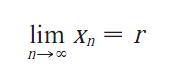 lim xₙ = r
n→∞